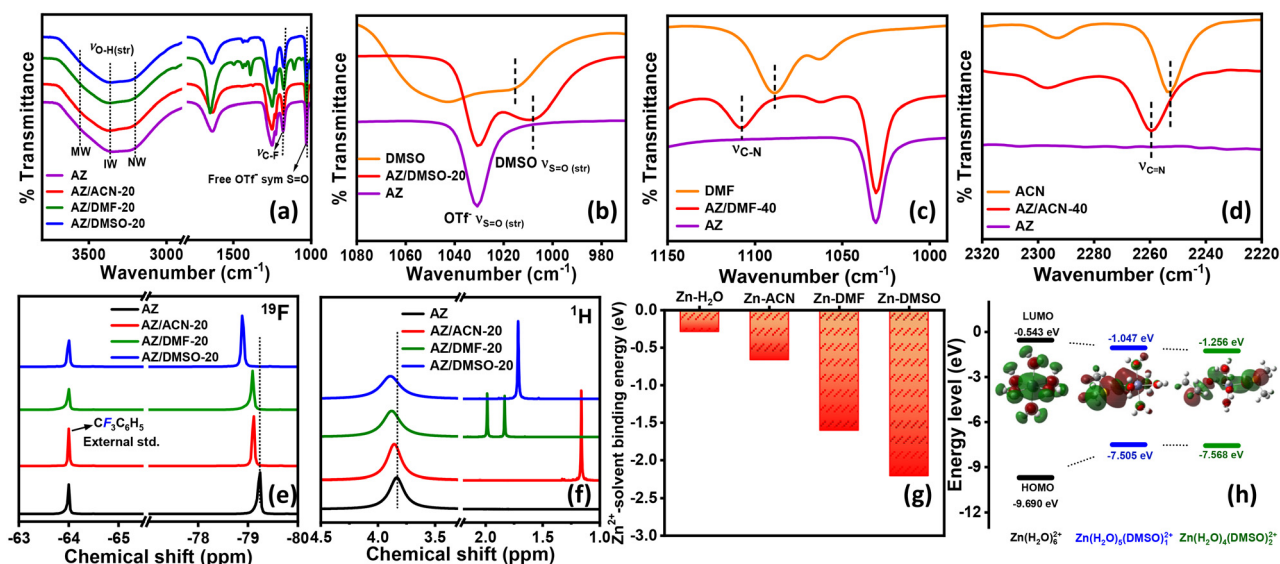 % Transmittance
ν_O-H(str)
MW
IW
NW
ν_C-F
Free OTf⁻ sym S=O
AZ
AZ/ACN-20
AZ/DMF-20
AZ/DMSO-20
(a)
3500 3000 1500 1000
Wavenumber (cm⁻¹)
% Transmittance
DMSO
AZ/DMSO-20
AZ
DMSO ν_S=O (str)
OTf⁻ ν_S=O (str)
(b)
1060 1040 1020 1000 980
Wavenumber (cm⁻¹)
% Transmittance
ν_C-N
DMF
AZ/DMF-40
AZ
(c)
1150 1100 1050 1000
Wavenumber (cm⁻¹)
% Transmittance
ν_C≡N
ACN
AZ/ACN-40
AZ
(d)
2320 2300 2280 2260 2240 2220
Wavenumber (cm⁻¹)
¹⁹F
AZ
AZ/ACN-20
AZ/DMF-20
AZ/DMSO-20
CF₃C₆H₅
External std.
(e)
-63 -64 -65 -78 -79 -80
Chemical shift (ppm)
¹H
AZ
AZ/ACN-20
AZ/DMF-20
AZ/DMSO-20
(f)
4.5 4.0 3.5 2.0 1.5 1.0
Chemical shift (ppm)
Zn²⁺-solvent binding energy (eV)
Zn-H₂O Zn-ACN Zn-DMF Zn-DMSO
0.0
-0.5
-1.0
-1.5
-2.0
-2.5
-3.0
(g)
Energy level (eV)
0
-3
-6
-9
-12
LUMO
-0.543 eV
-1.047 eV
-1.256 eV
-7.505 eV
-7.568 eV
HOMO
-9.690 eV
(h)
Zn(H₂O)₆²⁺ Zn(H₂O)₅(DMSO)₁²⁺ Zn(H₂O)₄(DMSO)₂²⁺